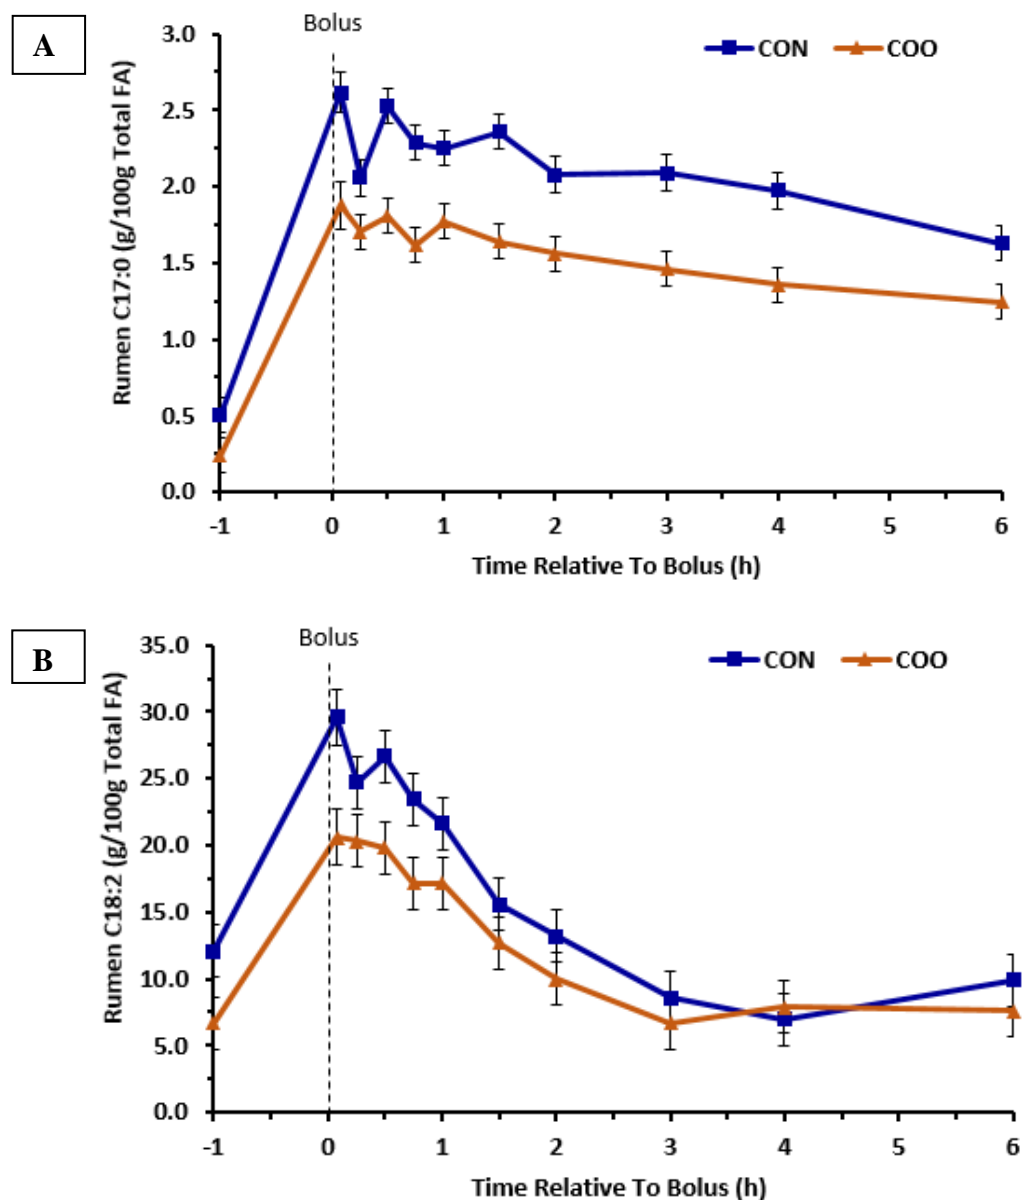 A
Bolus
CON COO
Rumen C17:0 (g/100g Total FA)
3.0
2.5
2.0
1.5
1.0
0.5
0.0
-1 0 1 2 3 4 5 6
Time Relative To Bolus (h)
B
Bolus
CON COO
Rumen C18:2 (g/100g Total FA)
35.0
30.0
25.0
20.0
15.0
10.0
5.0
0.0
-1 0 1 2 3 4 5 6
Time Relative To Bolus (h)